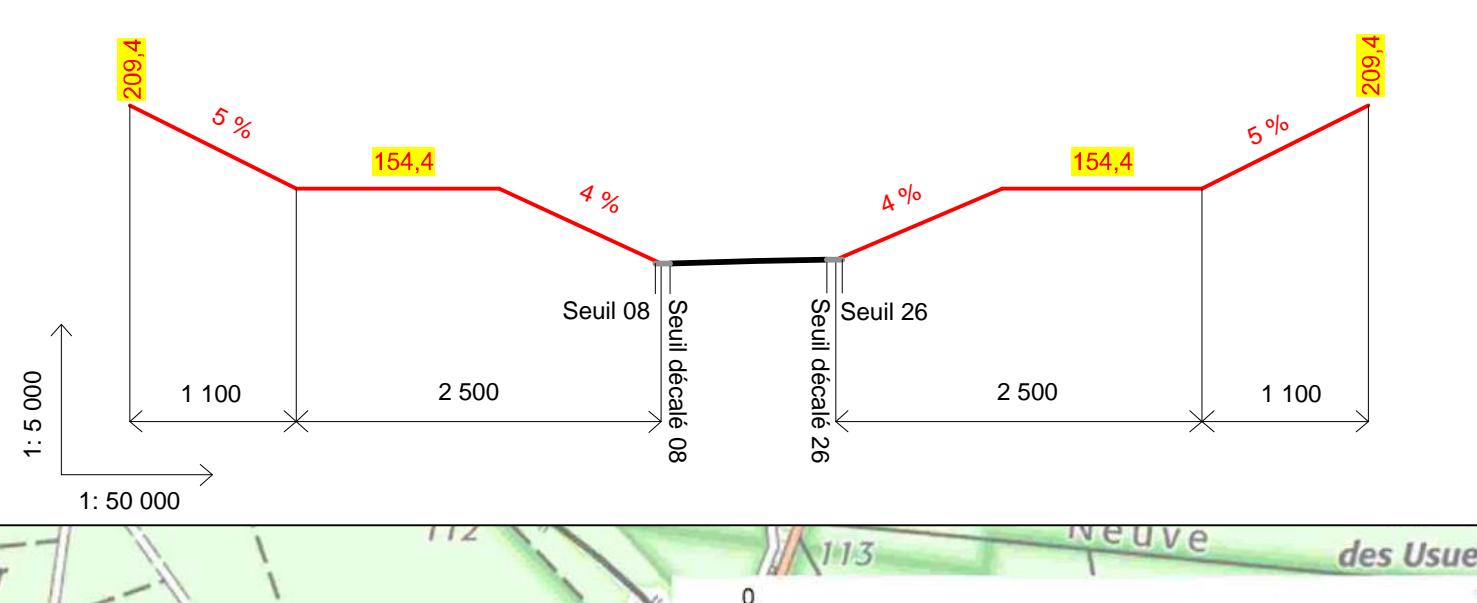 209,4
209,4
5 %
5 %
154,4
154,4
4 %
4 %
Seuil 08
Seuil décalé 08
Seuil décalé 26
Seuil 26
1 100
2 500
2 500
1 100
1: 5 000
1: 50 000
112
113
Neuve
des Usue
0